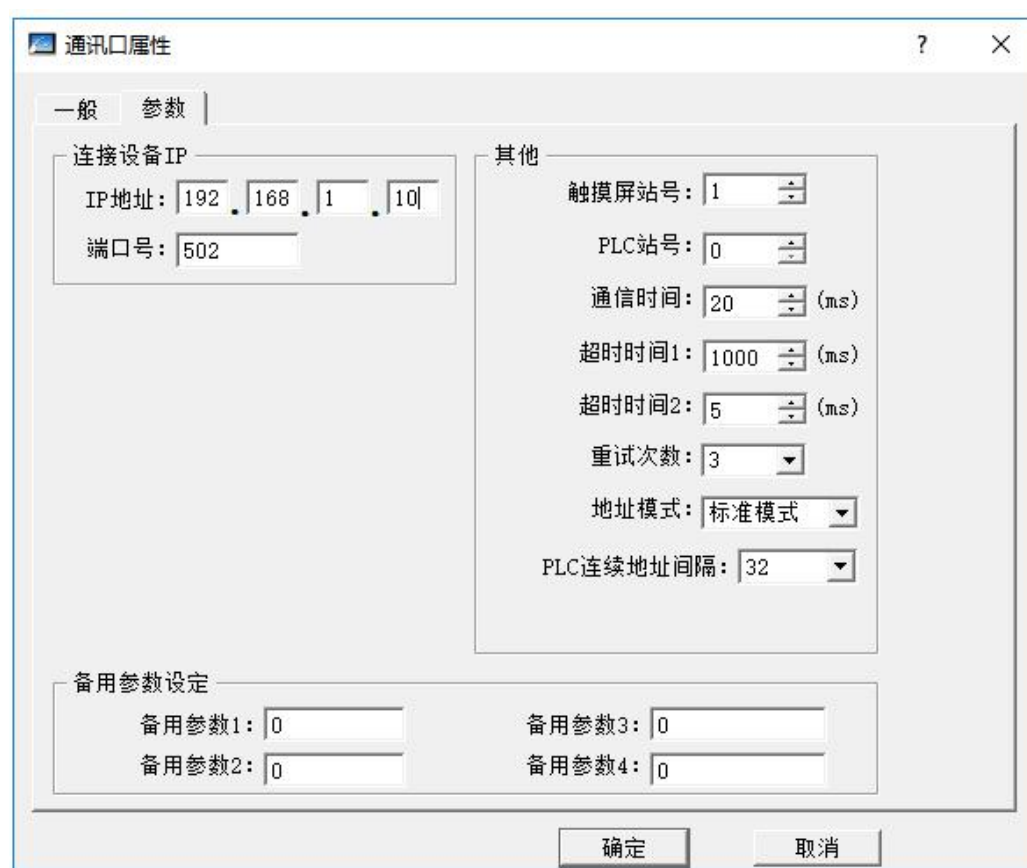 通讯口属性 ? ×
一般 参数
连接设备IP
IP地址: 192 . 168 . 1 . 10
端口号: 502
其他
触摸屏站号: 1
PLC站号: 0
通信时间: 20 (ms)
超时时间1: 1000 (ms)
超时时间2: 5 (ms)
重试次数: 3
地址模式: 标准模式
PLC连续地址间隔: 32
备用参数设定
备用参数1: 0 备用参数3: 0
备用参数2: 0 备用参数4: 0
确定 取消